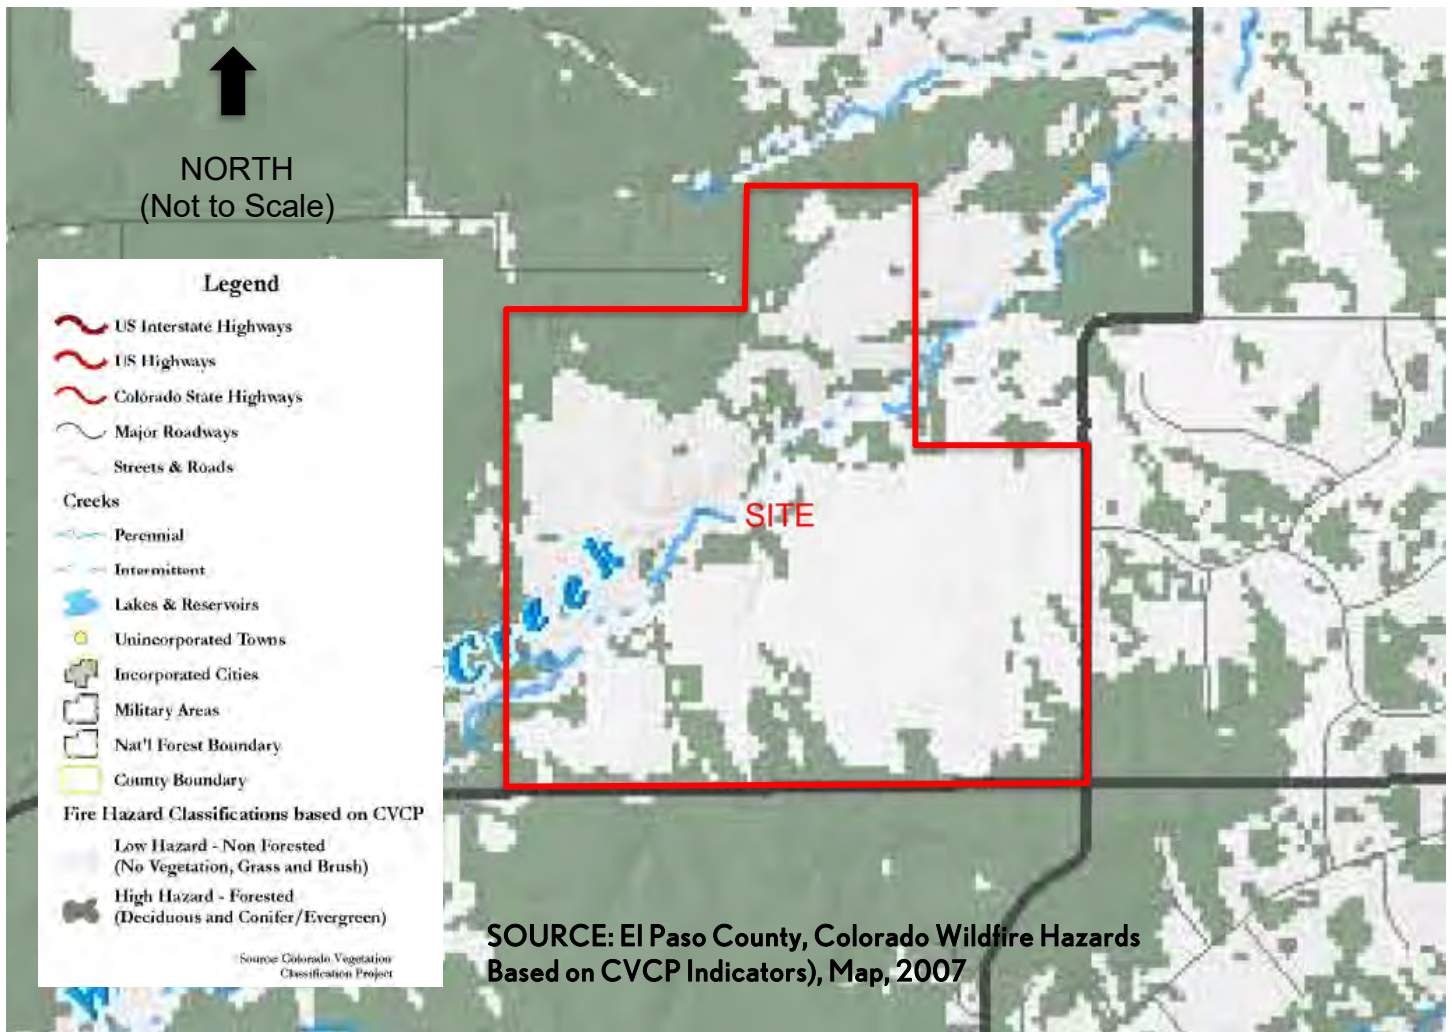 NORTH
(Not to Scale)
Legend
US Interstate Highways
US Highways
Colorado State Highways
Major Roadways
Streets & Roads
Creeks
Perennial
Intermittent
Lakes & Reservoirs
Unincorporated Towns
Incorporated Cities
Military Areas
Nat'l Forest Boundary
County Boundary
Fire Hazard Classifications based on CVCP
Low Hazard - Non Forested
(No Vegetation, Grass and Brush)
High Hazard - Forested
(Deciduous and Conifer/Evergreen)
Source: Colorado Vegetation
Classification Project
SITE
Creek
SOURCE: El Paso County, Colorado Wildfire Hazards
Based on CVCP Indicators), Map, 2007